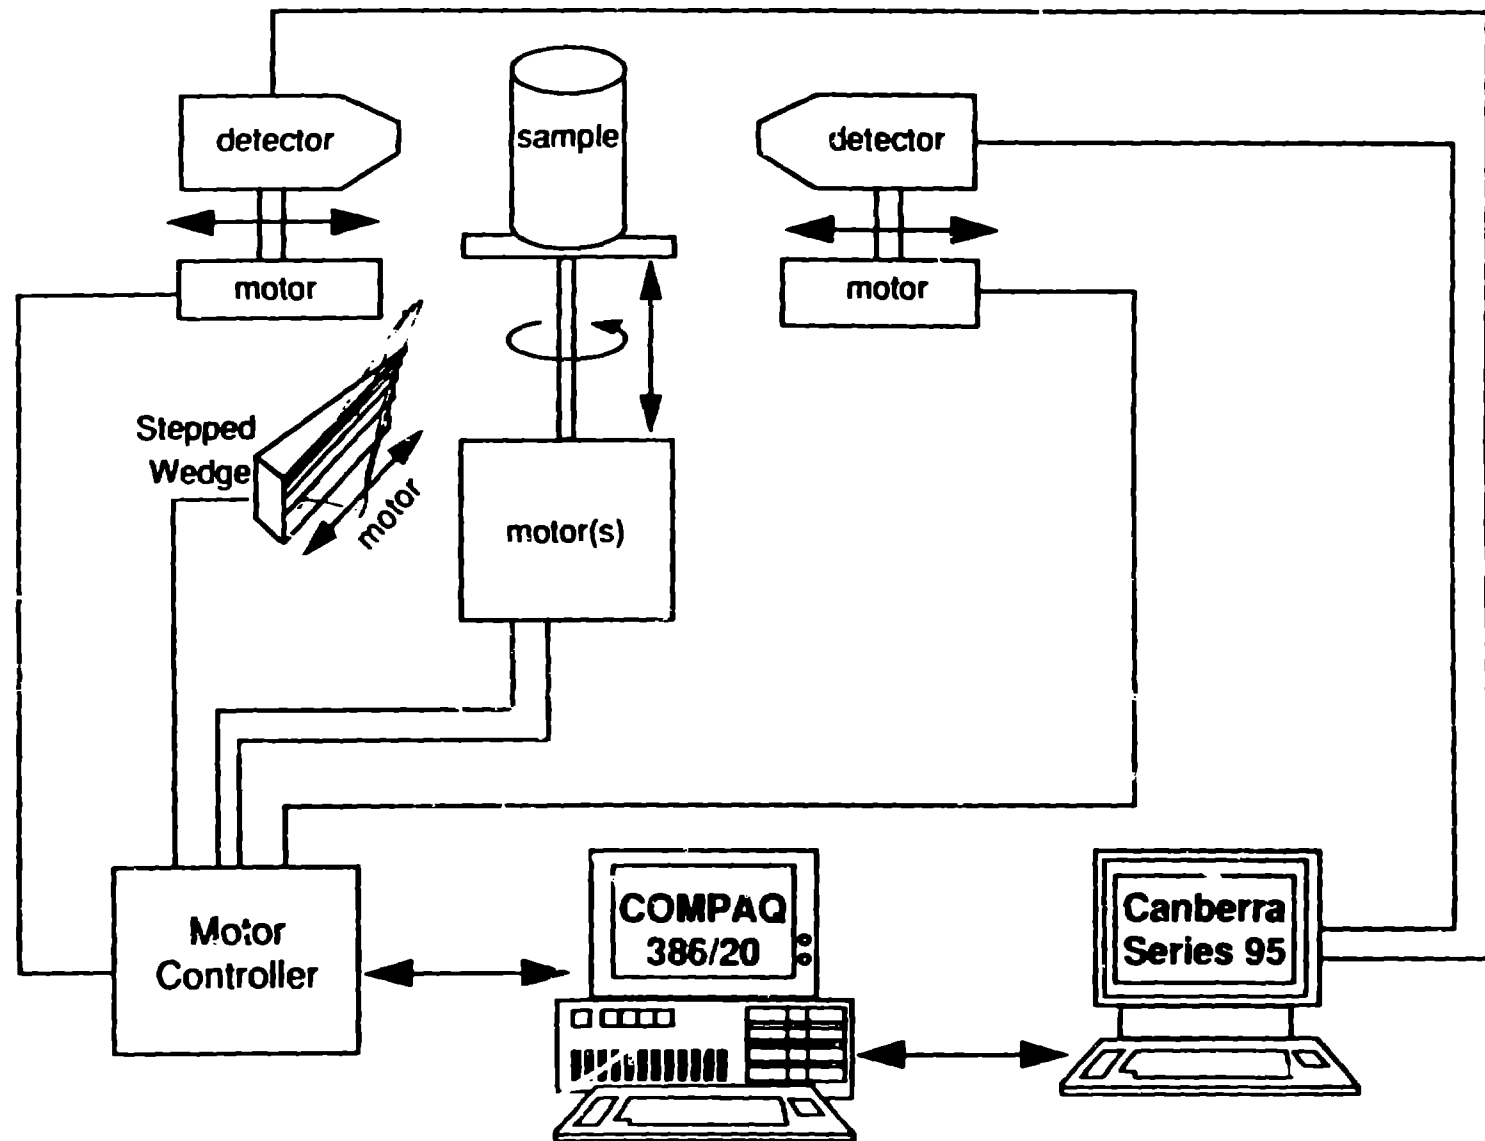 detector
sample
detector
motor
motor
Stepped
Wedge
motor
motor(s)
Motor
Controller
COMPAQ
386/20
Canberra
Series 95